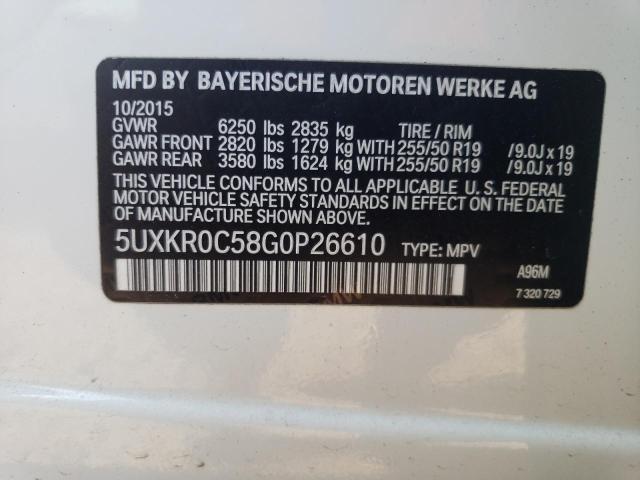 MFD BY BAYERISCHE MOTOREN WERKE AG
10/2015
GVWR 6250 lbs 2835 kg TIRE / RIM
GAWR FRONT 2820 lbs 1279 kg WITH 255/50 R19 /9.0J x 19
GAWR REAR 3580 lbs 1624 kg WITH 255/50 R19 /9.0J x 19
THIS VEHICLE CONFORMS TO ALL APPLICABLE U.S. FEDERAL
MOTOR VEHICLE SAFETY STANDARDS IN EFFECT ON THE DATE
OF MANUFACTURE SHOWN ABOVE.
5UXKR0C58G0P26610 TYPE: MPV
A96M
7 320 729